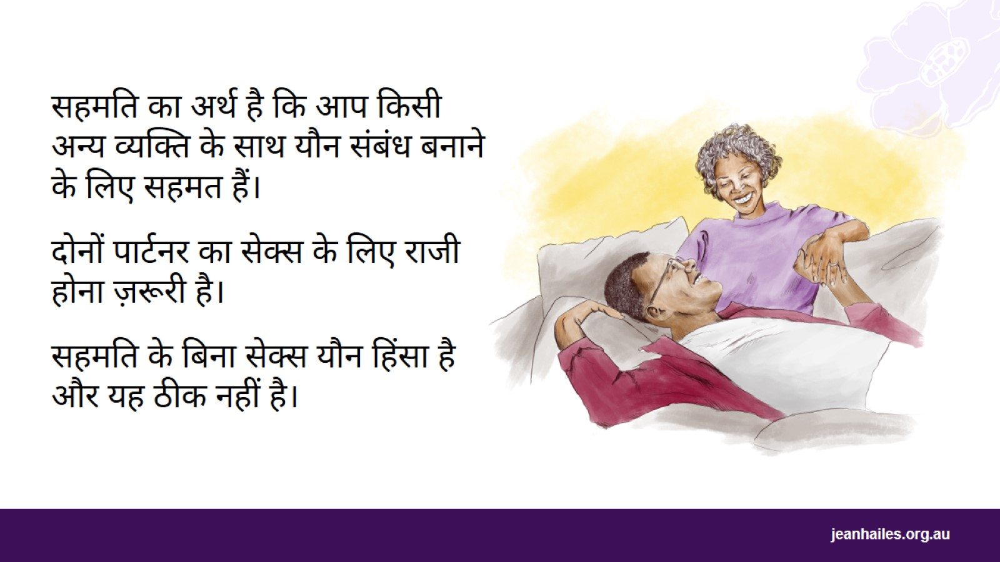 सहमति का अर्थ है कि आप किसी
अन्य व्यक्ति के साथ यौन संबंध बनाने
के लिए सहमत हैं।
दोनों पार्टनर का सेक्स के लिए राजी
होना ज़रूरी है।
सहमति के बिना सेक्स यौन हिंसा है
और यह ठीक नहीं है।
jeanhailes.org.au